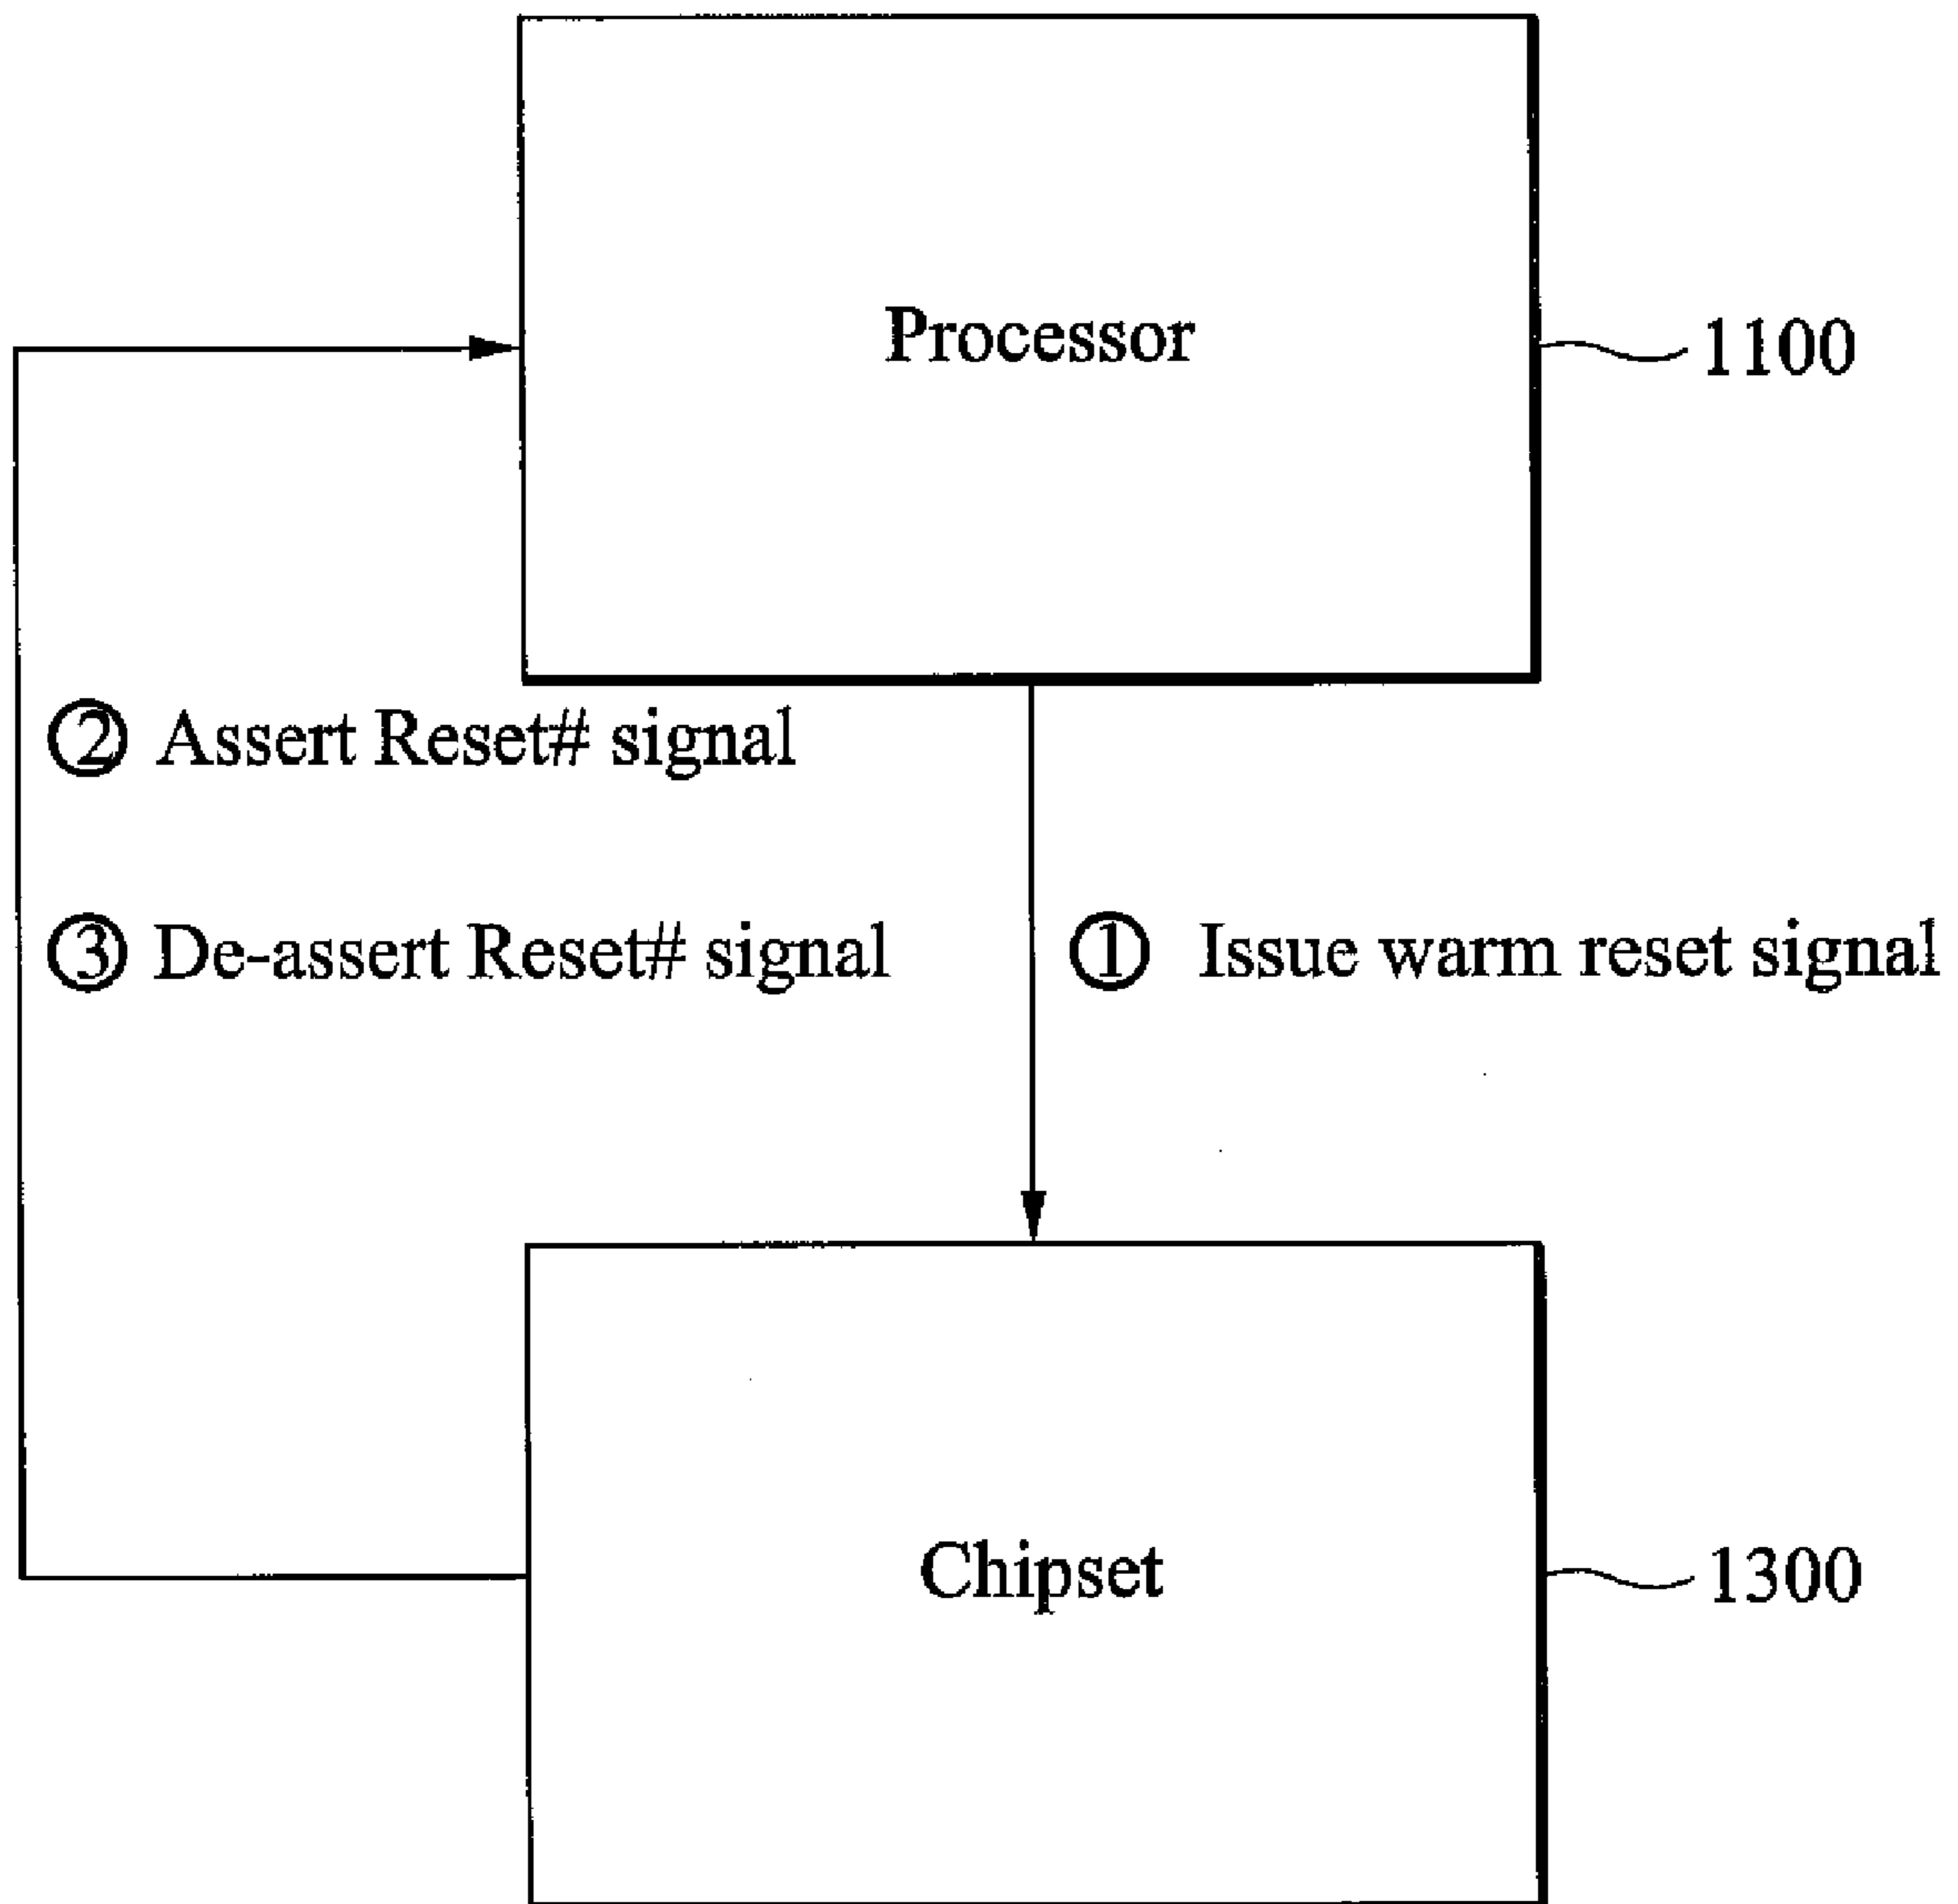 Processor
1100
② Assert Reset# signal
③ De-assert Reset# signal
① Issue warm reset signal
Chipset
1300